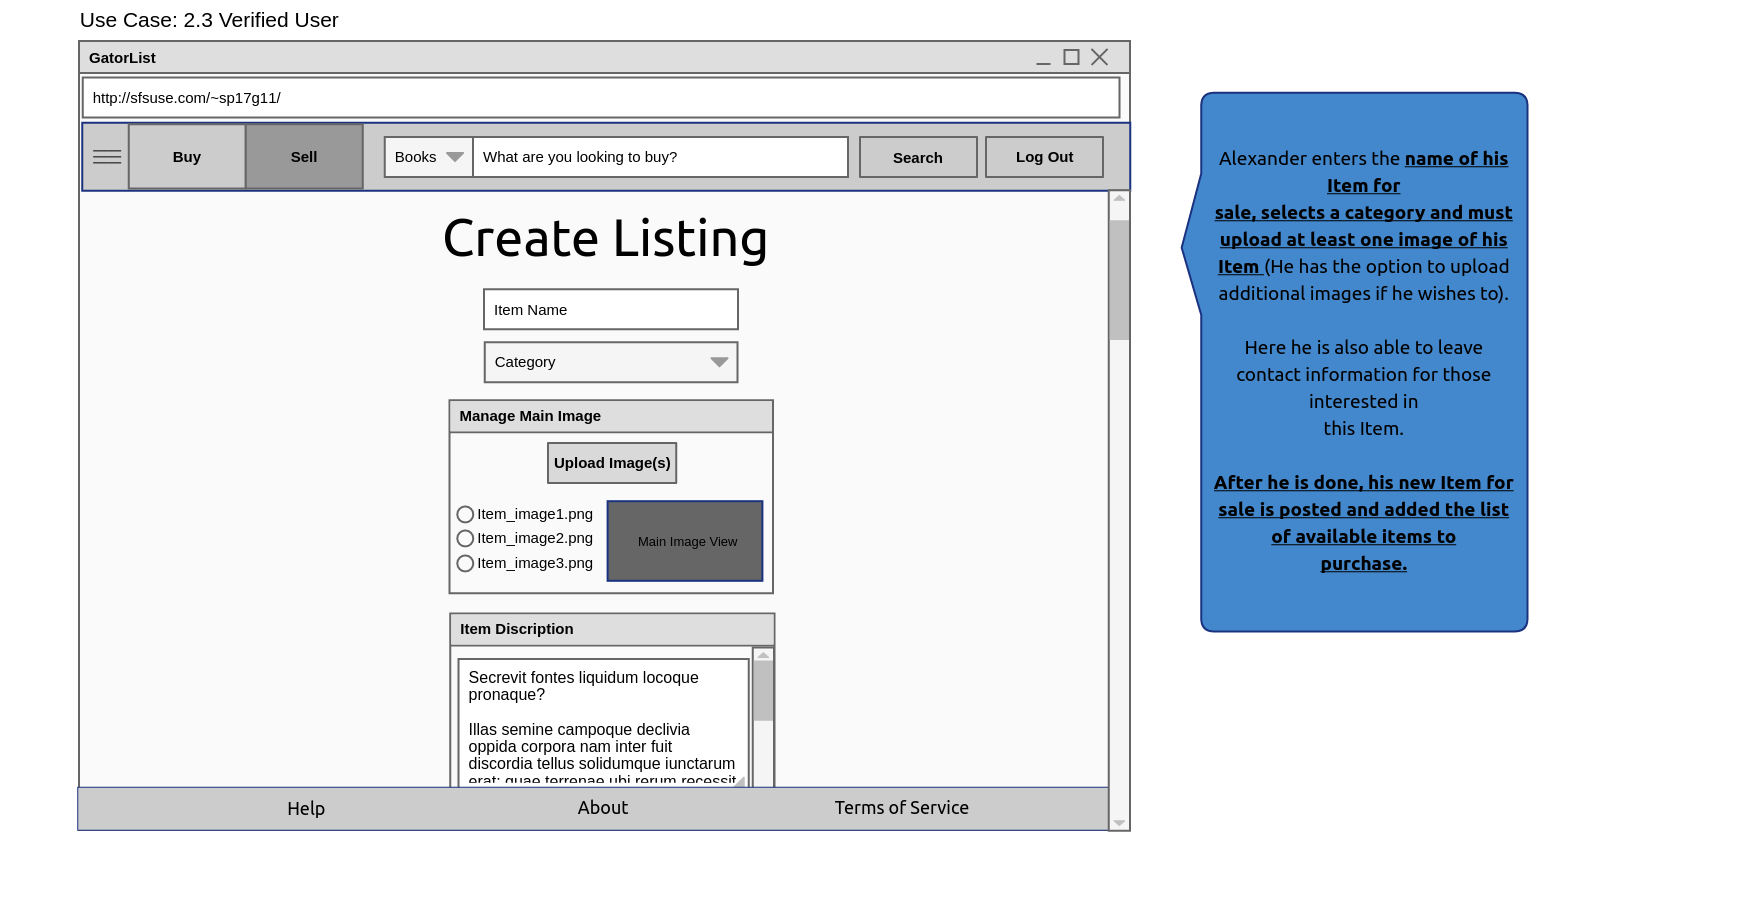 Use Case: 2.3 Verified User
GatorList
http://sfsuse.com/~sp17g11/
Buy
Sell
Books
What are you looking to buy?
Search
Log Out
Create Listing
Item Name
Category
Manage Main Image
Upload Image(s)
Item_image1.png
Item_image2.png
Item_image3.png
Main Image View
Item Discription
Secrevit fontes liquidum locoque
pronaque?
Illas semine campoque declivia
oppida corpora nam inter fuit
discordia tellus solidumque iunctarum
erat; quae terrenae ubi rerum recessit
Help
About
Terms of Service
Alexander enters the name of his
Item for
sale, selects a category and must
upload at least one image of his
Item (He has the option to upload
additional images if he wishes to).
Here he is also able to leave
contact information for those
interested in
this Item.
After he is done, his new Item for
sale is posted and added the list
of available items to
purchase.